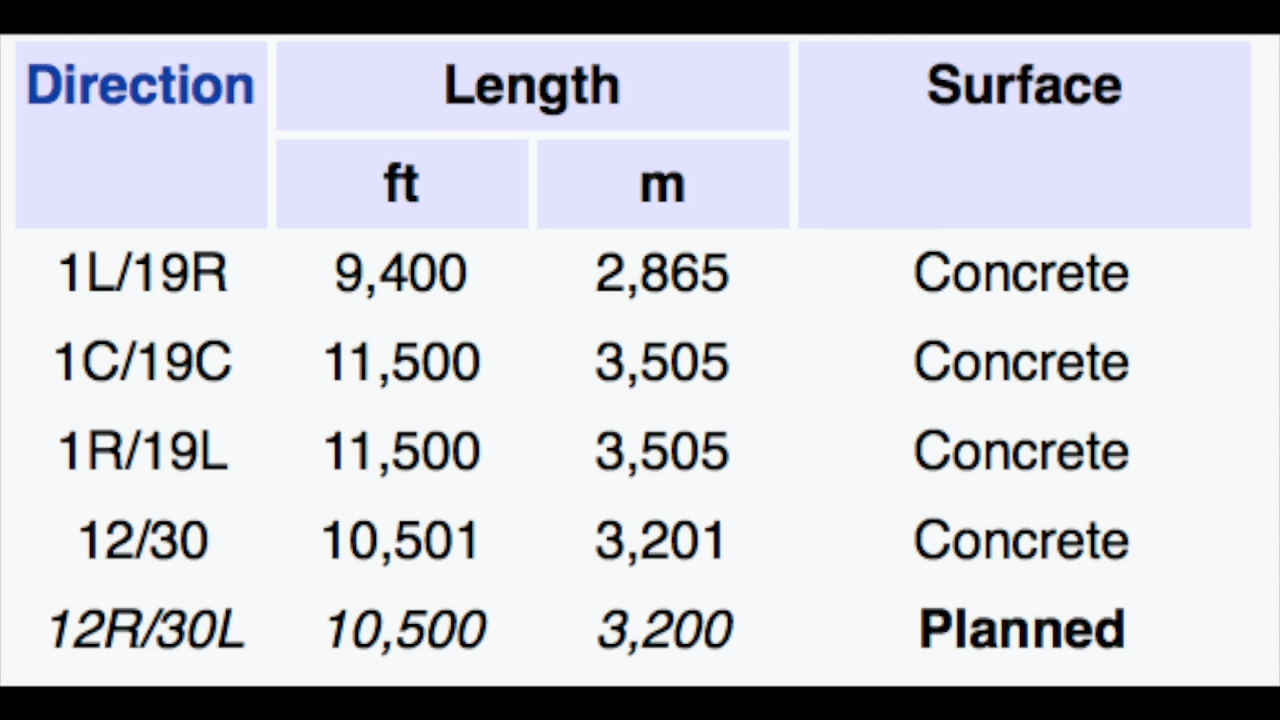 Direction Length Surface
ft m
1L/19R 9,400 2,865 Concrete
1C/19C 11,500 3,505 Concrete
1R/19L 11,500 3,505 Concrete
12/30 10,501 3,201 Concrete
12R/30L 10,500 3,200 Planned